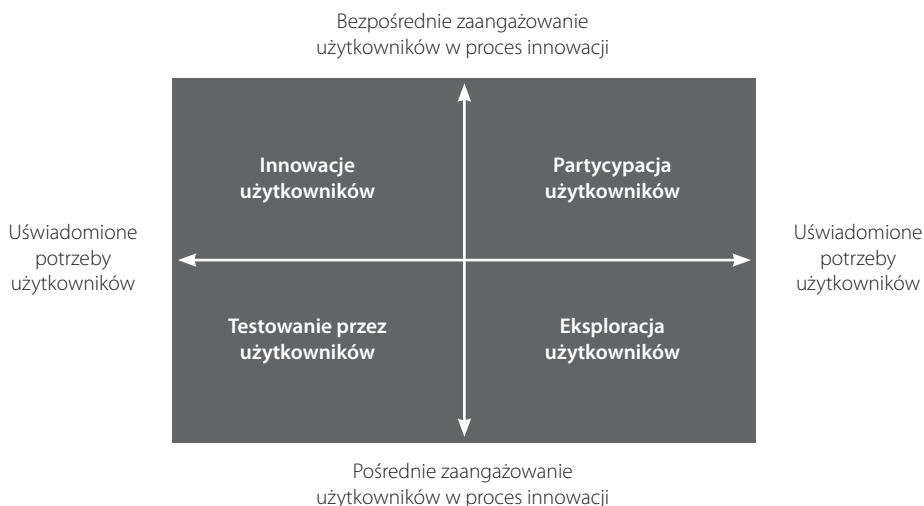 Bezpośrednie zaangażowanie
użytkowników w proces innowacji
Innowacje
użytkowników
Partycypacja
użytkowników
Uświadomione
potrzeby
użytkowników
Uświadomione
potrzeby
użytkowników
Testowanie przez
użytkowników
Eksploracja
użytkowników
Pośrednie zaangażowanie
użytkowników w proces innowacji